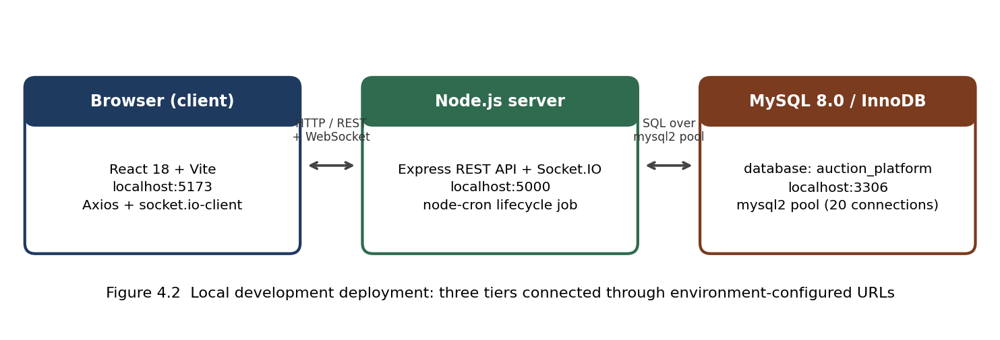 Browser (client)
React 18 + Vite
localhost:5173
Axios + socket.io-client
HTTP / REST
+ WebSocket
Node.js server
Express REST API + Socket.IO
localhost:5000
node-cron lifecycle job
SQL over
mysql2 pool
MySQL 8.0 / InnoDB
database: auction_platform
localhost:3306
mysql2 pool (20 connections)
Figure 4.2  Local development deployment: three tiers connected through environment-configured URLs